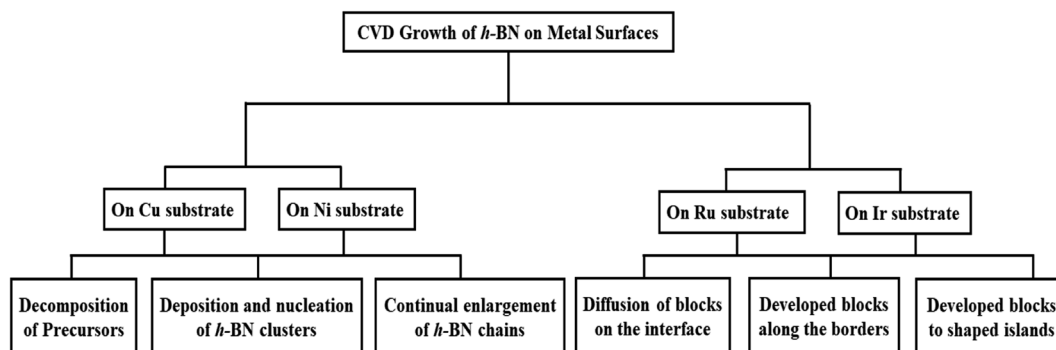 CVD Growth of h-BN on Metal Surfaces
On Cu substrate
On Ni substrate
On Ru substrate
On Ir substrate
Decomposition
of Precursors
Deposition and nucleation
of h-BN clusters
Continual enlargement
of h-BN chains
Diffusion of blocks
on the interface
Developed blocks
along the borders
Developed blocks
to shaped islands